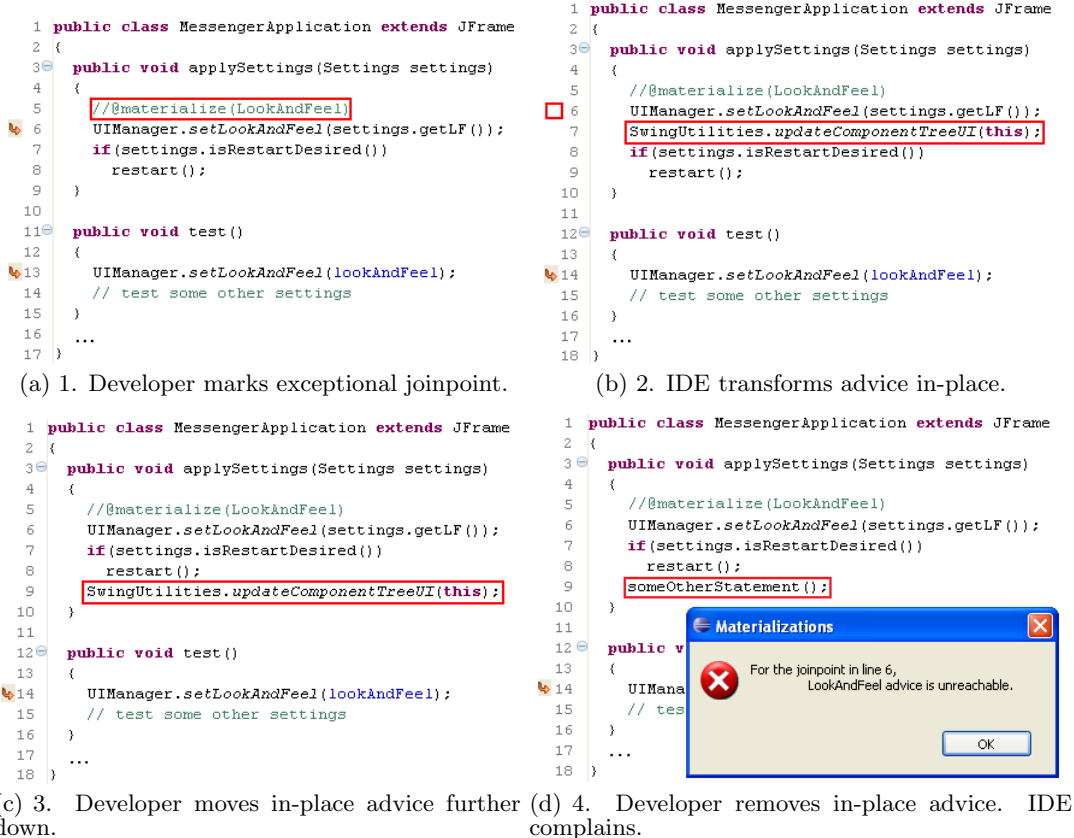 1 public class MessengerApplication extends JFrame
2 {
3 public void applySettings(Settings settings)
4 {
5 //@materialize(LookAndFeel)
6 UIManager.setLookAndFeel(settings.getLF());
7 if(settings.isRestartDesired())
8 restart();
9 }
10
11 public void test()
12 {
13 UIManager.setLookAndFeel(lookAndFeel);
14 // test some other settings
15 }
16 ...
17 }
(a) 1. Developer marks exceptional joinpoint.
1 public class MessengerApplication extends JFrame
2 {
3 public void applySettings(Settings settings)
4 {
5 //@materialize(LookAndFeel)
6 UIManager.setLookAndFeel(settings.getLF());
7 SwingUtilities.updateComponentTreeUI(this);
8 if(settings.isRestartDesired())
9 restart();
10 }
11
12 public void test()
13 {
14 UIManager.setLookAndFeel(lookAndFeel);
15 // test some other settings
16 }
17 ...
18 }
(b) 2. IDE transforms advice in-place.
1 public class MessengerApplication extends JFrame
2 {
3 public void applySettings(Settings settings)
4 {
5 //@materialize(LookAndFeel)
6 UIManager.setLookAndFeel(settings.getLF());
7 if(settings.isRestartDesired())
8 restart();
9 SwingUtilities.updateComponentTreeUI(this);
10 }
11
12 public void test()
13 {
14 UIManager.setLookAndFeel(lookAndFeel);
15 // test some other settings
16 }
17 ...
18 }
(c) 3. Developer moves in-place advice further
down.
1 public class MessengerApplication extends JFrame
2 {
3 public void applySettings(Settings settings)
4 {
5 //@materialize(LookAndFeel)
6 UIManager.setLookAndFeel(settings.getLF());
7 if(settings.isRestartDesired())
8 restart();
9 someOtherStatement();
10 }
11
12 public v
13 {
14 UIMana
15 // tes
16 }
17 ...
18 }
Materializations
For the joinpoint in line 6,
LookAndFeel advice is unreachable.
OK
(d) 4. Developer removes in-place advice. IDE
complains.